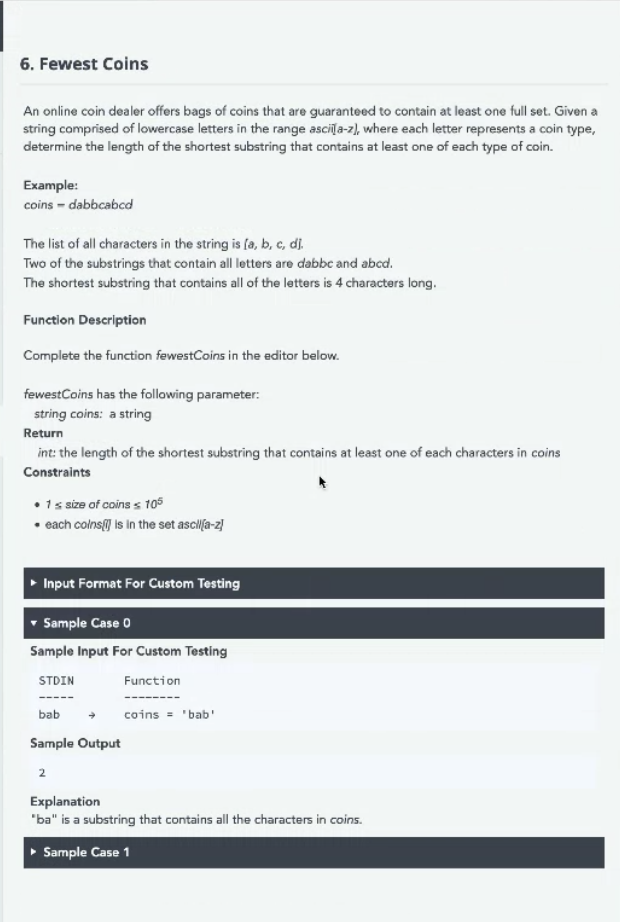 6. Fewest Coins
An online coin dealer offers bags of coins that are guaranteed to contain at least one full set. Given a
string comprised of lowercase letters in the range ascii[a-z], where each letter represents a coin type,
determine the length of the shortest substring that contains at least one of each type of coin.
Example:
coins = dabbcabcd
The list of all characters in the string is [a, b, c, d].
Two of the substrings that contain all letters are dabbc and abcd.
The shortest substring that contains all of the letters is 4 characters long.
Function Description
Complete the function fewestCoins in the editor below.
fewestCoins has the following parameter:
string coins: a string
Return
int: the length of the shortest substring that contains at least one of each characters in coins
Constraints
• 1 ≤ size of coins ≤ 10⁵
• each coins[i] is in the set ascii[a-z]
▸ Input Format For Custom Testing
▾ Sample Case 0
Sample Input For Custom Testing
STDIN Function
----- --------
bab → coins = 'bab'
Sample Output
2
Explanation
"ba" is a substring that contains all the characters in coins.
▸ Sample Case 1